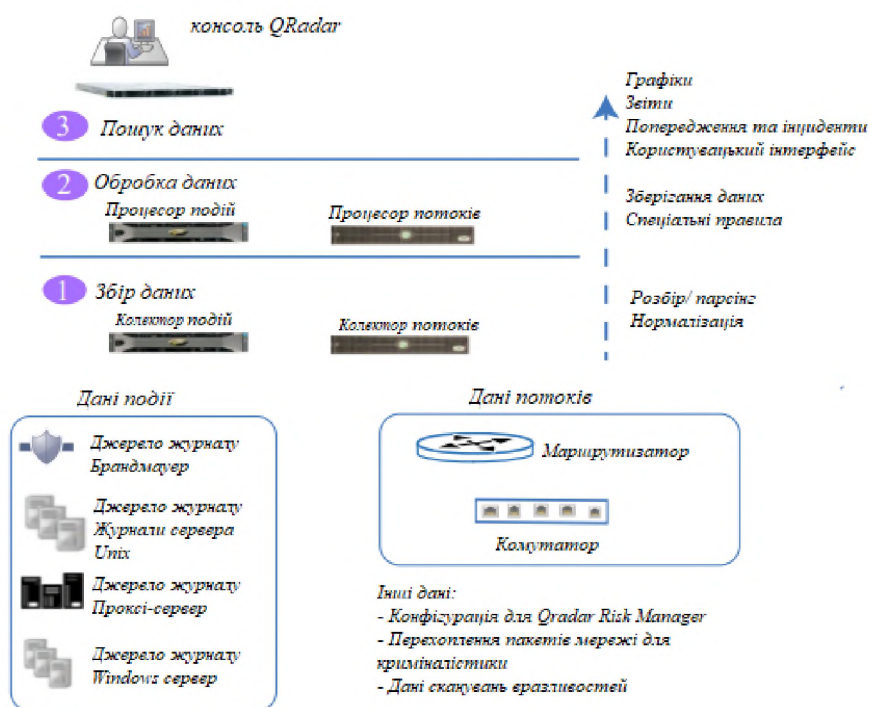 консоль QRadar
3 Пошук даних
Графіки
Звіти
Попередження та інциденти
Користувацький інтерфейс
2 Обробка даних
Процесор подій
Процесор потоків
Зберігання даних
Спеціальні правила
1 Збір даних
Колектор подій
Колектор потоків
Розбір/ парсінг
Нормалізація
Дані події
Джерело журналу
Брандмауер
Джерело журналу
Журнали сервера
Unix
Джерело журналу
Проксі-сервер
Джерело журналу
Windows сервер
Дані потоків
Маршрутизатор
Комутатор
Інші дані:
- Конфігурація для Qradar Risk Manager
- Перехоплення пакетів мережі для
криміналістики
- Дані сканувань вразливостей